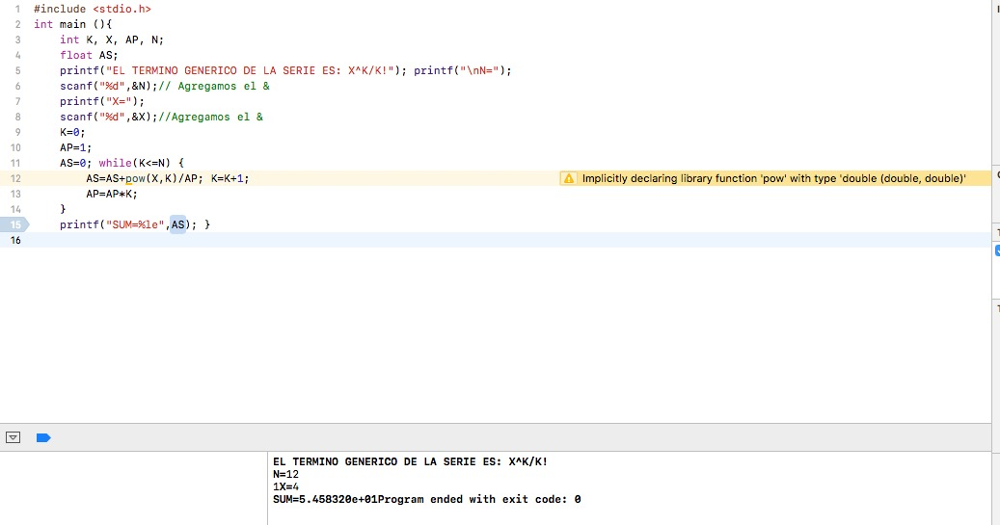 1 #include <stdio.h>
2 int main (){
3 int K, X, AP, N;
4 float AS;
5 printf("EL TERMINO GENERICO DE LA SERIE ES: X^K/K!"); printf("\nN=");
6 scanf("%d",&N);// Agregamos el &
7 printf("X=");
8 scanf("%d",&X);//Agregamos el &
9 K=0;
10 AP=1;
11 AS=0; while(K<=N) {
12 AS=AS+pow(X,K)/AP; K=K+1; Implicitly declaring library function 'pow' with type 'double (double, double)'
13 AP=AP*K;
14 }
15 printf("SUM=%le",AS); }
16
EL TERMINO GENERICO DE LA SERIE ES: X^K/K!
N=12
1X=4
SUM=5.458320e+01Program ended with exit code: 0